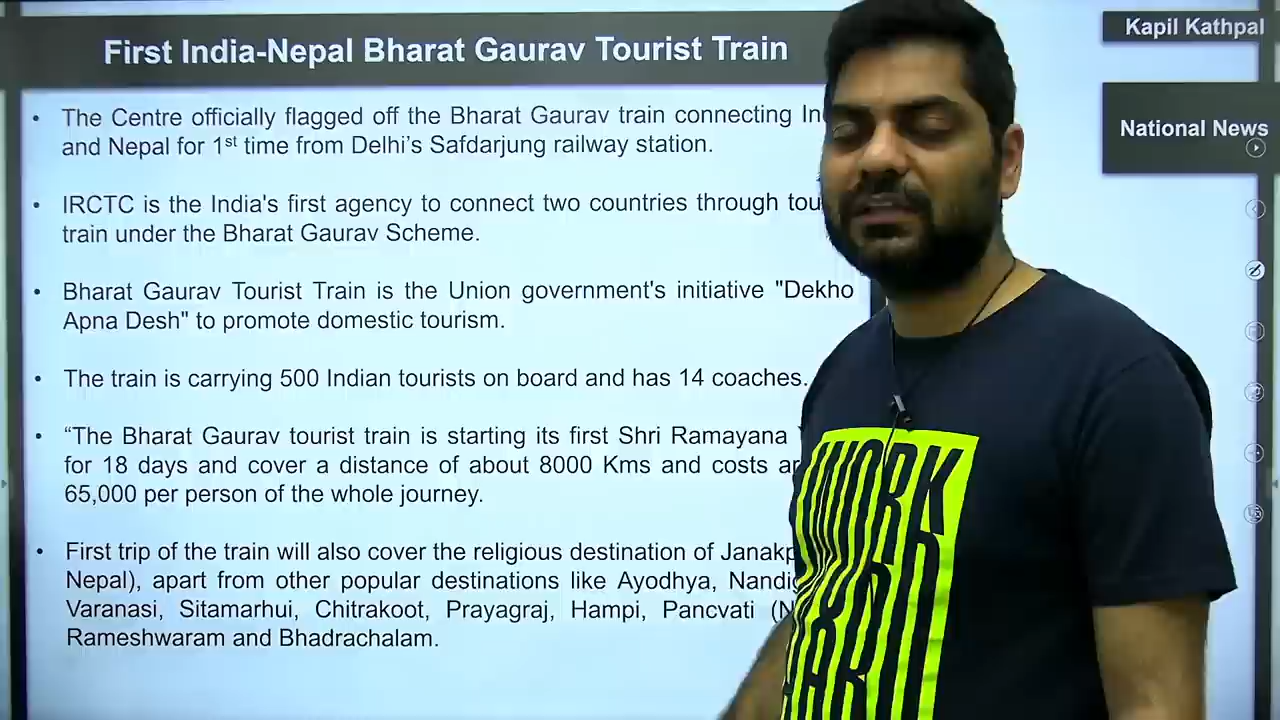 First India-Nepal Bharat Gaurav Tourist Train
Kapil Kathpal
National News
• The Centre officially flagged off the Bharat Gaurav train connecting
and Nepal for 1st time from Delhi's Safdarjung railway station.
• IRCTC is the India's first agency to connect two countries through
train under the Bharat Gaurav Scheme.
• Bharat Gaurav Tourist Train is the Union government's initiative "Dekho
Apna Desh" to promote domestic tourism.
• The train is carrying 500 Indian tourists on board and has 14 coaches.
• “The Bharat Gaurav tourist train is starting its first Shri Ramayana
for 18 days and cover a distance of about 8000 Kms and costs
65,000 per person of the whole journey.
• First trip of the train will also cover the religious destination of
Nepal), apart from other popular destinations like Ayodhya,
Varanasi, Sitamarhui, Chitrakoot, Prayagraj, Hampi, Pancvati
Rameshwaram and Bhadrachalam.
WORK